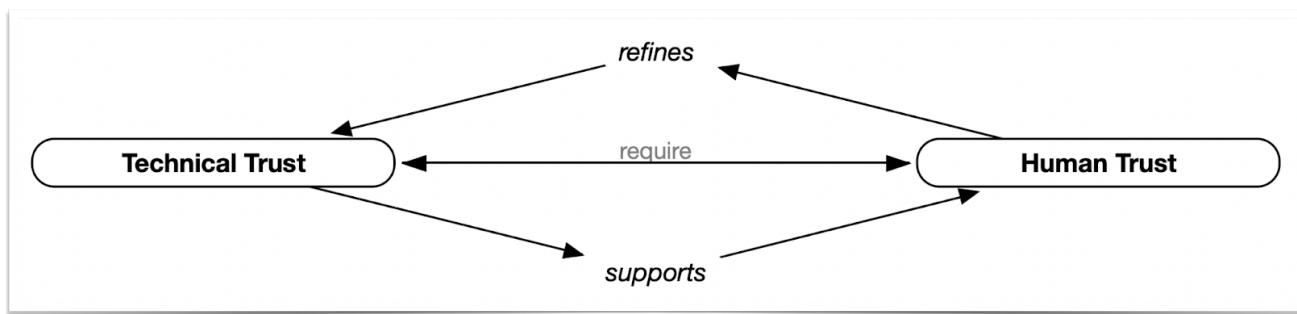 refines
Technical Trust
require
Human Trust
supports